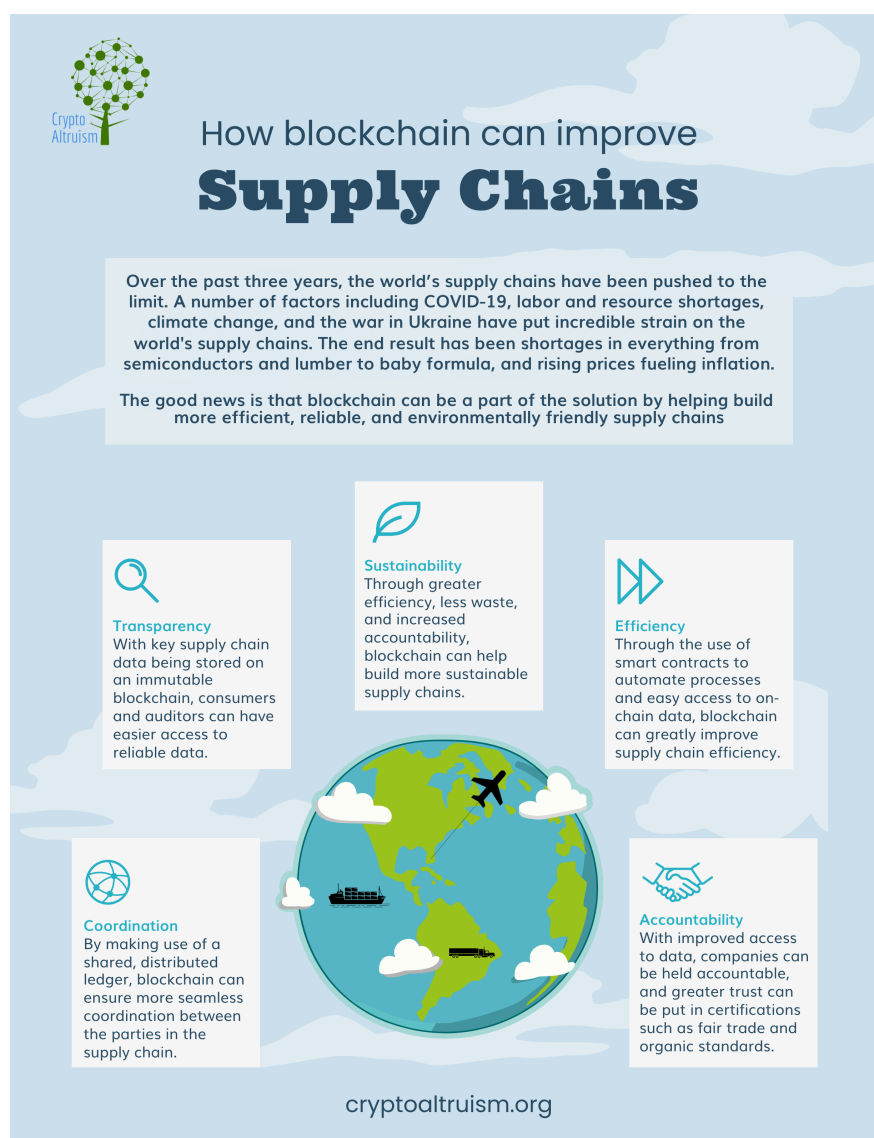 Crypto
Altruism
How blockchain can improve
Supply Chains
Over the past three years, the world’s supply chains have been pushed to the
limit. A number of factors including COVID-19, labor and resource shortages,
climate change, and the war in Ukraine have put incredible strain on the
world's supply chains. The end result has been shortages in everything from
semiconductors and lumber to baby formula, and rising prices fueling inflation.
The good news is that blockchain can be a part of the solution by helping build
more efficient, reliable, and environmentally friendly supply chains
Sustainability
Through greater
efficiency, less waste,
and increased
accountability,
blockchain can help
build more sustainable
supply chains.
Transparency
With key supply chain
data being stored on
an immutable
blockchain, consumers
and auditors can have
easier access to
reliable data.
Efficiency
Through the use of
smart contracts to
automate processes
and easy access to on-
chain data, blockchain
can greatly improve
supply chain efficiency.
Coordination
By making use of a
shared, distributed
ledger, blockchain can
ensure more seamless
coordination between
the parties in the
supply chain.
Accountability
With improved access
to data, companies can
be held accountable,
and greater trust can
be put in certifications
such as fair trade and
organic standards.
cryptoaltruism.org